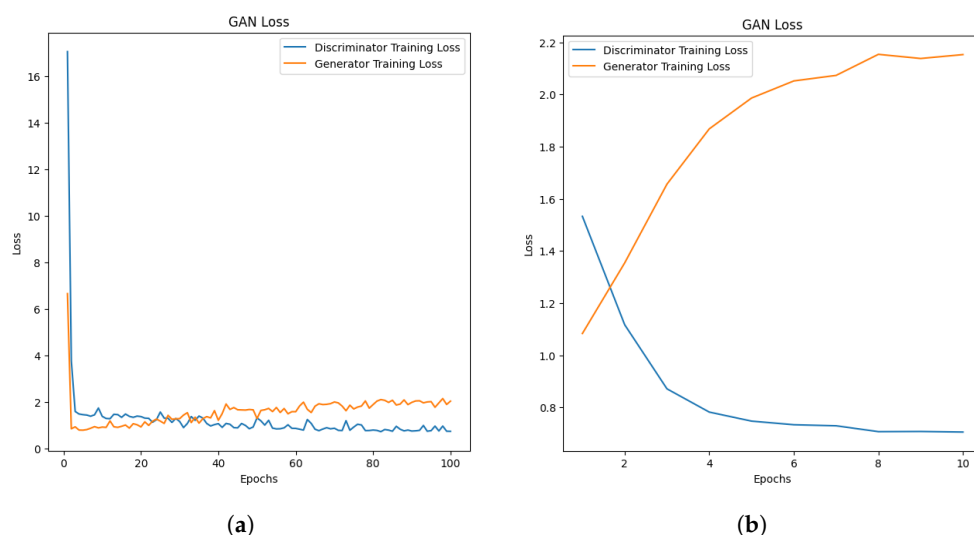 GAN Loss
Discriminator Training Loss
Generator Training Loss
16
14
12
10
8
6
4
2
0
Loss
0 20 40 60 80 100
Epochs
(a)
GAN Loss
Discriminator Training Loss
Generator Training Loss
2.2
2.0
1.8
1.6
1.4
1.2
1.0
0.8
Loss
2 4 6 8 10
Epochs
(b)